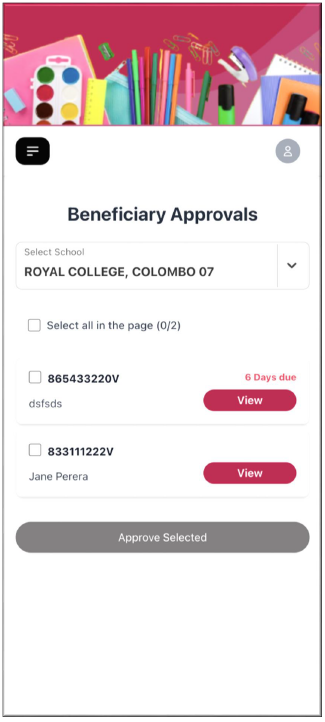 Beneficiary Approvals
Select School
ROYAL COLLEGE, COLOMBO 07
Select all in the page (0/2)
865433220V
6 Days due
dsfsds
View
833111222V
Jane Perera
View
Approve Selected